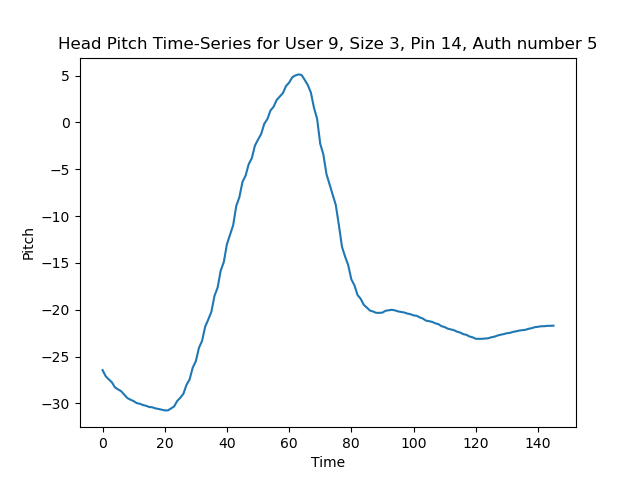 Head Pitch Time-Series for User 9, Size 3, Pin 14, Auth number 5
5
0
−5
−10
−15
−20
−25
−30
Pitch
0 20 40 60 80 100 120 140
Time